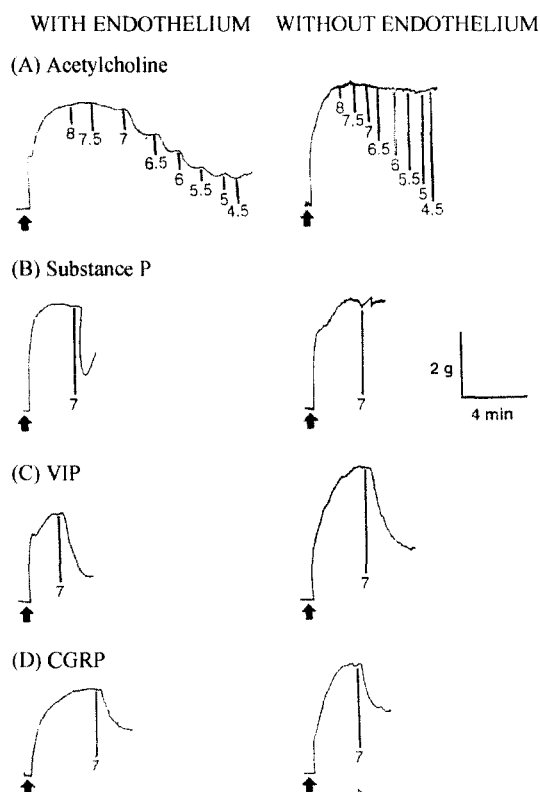 WITH ENDOTHELIUM WITHOUT ENDOTHELIUM
(A) Acetylcholine
8 7.5 7 6.5 6 5.5 5 4.5
8 7.5 7 6.5 6 5.5 5 4.5
(B) Substance P
7
7
2 g
4 min
(C) VIP
7
7
(D) CGRP
7
7